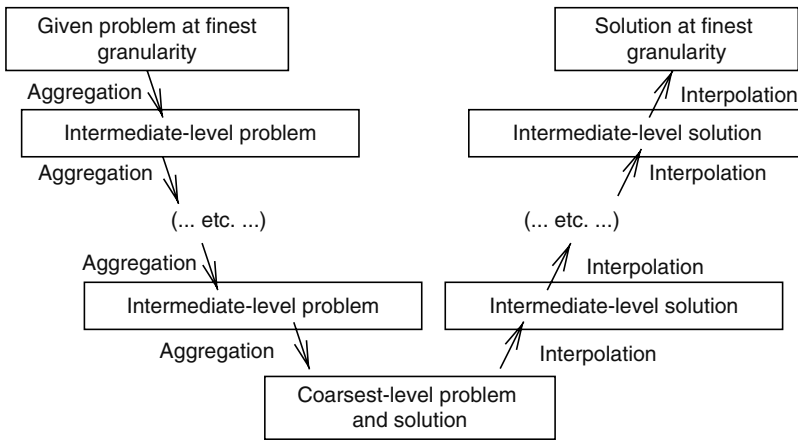 Given problem at finest
granularity
Solution at finest
granularity
Aggregation
Interpolation
Intermediate-level problem
Intermediate-level solution
Aggregation
Interpolation
(... etc. ...)
(... etc. ...)
Aggregation
Interpolation
Intermediate-level problem
Intermediate-level solution
Aggregation
Interpolation
Coarsest-level problem
and solution